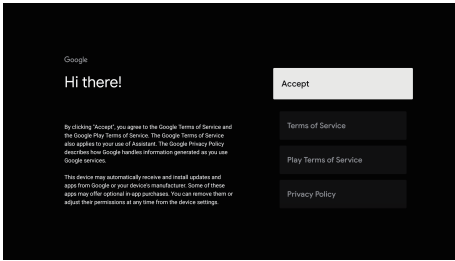 Google
Hi there!
By clicking "Accept", you agree to the Google Terms of Service and
the Google Play Terms of Service. The Google Terms of Service
also applies to your use of Assistant. The Google Privacy Policy
describes how Google handles information generated as you use
Google services.
This device may automatically receive and install updates and
apps from Google or your device's manufacturer. Some of these
apps may offer optional in-app purchases. You can remove them or
adjust their permissions at any time from the device settings.
Accept
Terms of Service
Play Terms of Service
Privacy Policy